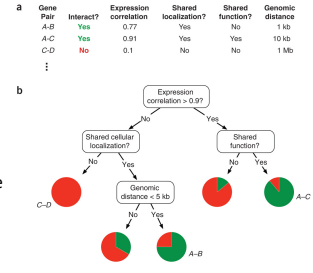 a
Gene Pair Interact? Expression correlation Shared localization? Shared function? Genomic distance
A-B Yes 0.77 Yes No 1 kb
A-C Yes 0.91 Yes Yes 10 kb
C-D No 0.1 No No 1 Mb
b
Expression
correlation > 0.9?
No Yes
Shared cellular
localization?
Shared
function?
No Yes No Yes
e
C–D
Genomic
distance < 5 kb
A–C
No Yes
A–B